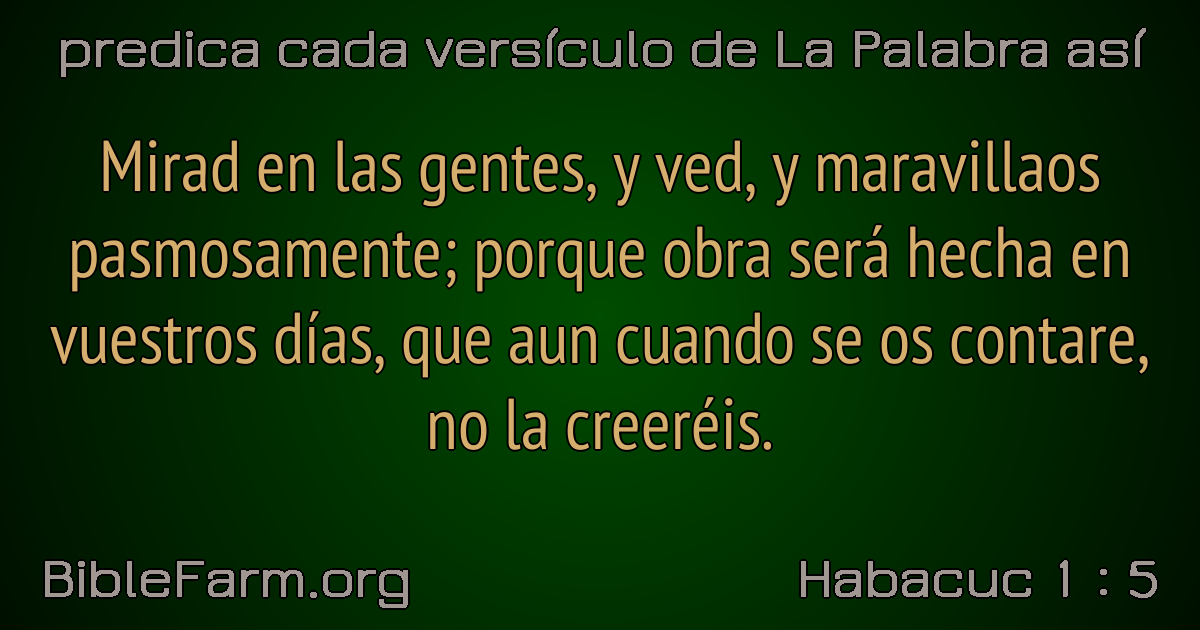 predica cada versículo de La Palabra así
Mirad en las gentes, y ved, y maravillaos
pasmosamente; porque obra será hecha en
vuestros días, que aun cuando se os contare,
no la creeréis.
BibleFarm.org
Habacuc 1 : 5